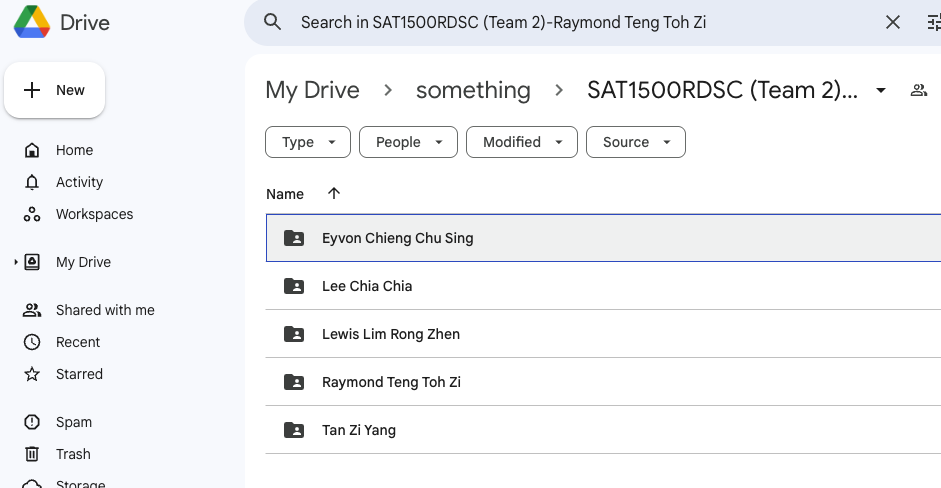 Drive
Search in SAT1500RDSC (Team 2)-Raymond Teng Toh Zi
New
My Drive > something > SAT1500RDSC (Team 2)...
Type People Modified Source
Home
Activity
Workspaces
My Drive
Shared with me
Recent
Starred
Spam
Trash
Storage
Name
Eyvon Chieng Chu Sing
Lee Chia Chia
Lewis Lim Rong Zhen
Raymond Teng Toh Zi
Tan Zi Yang